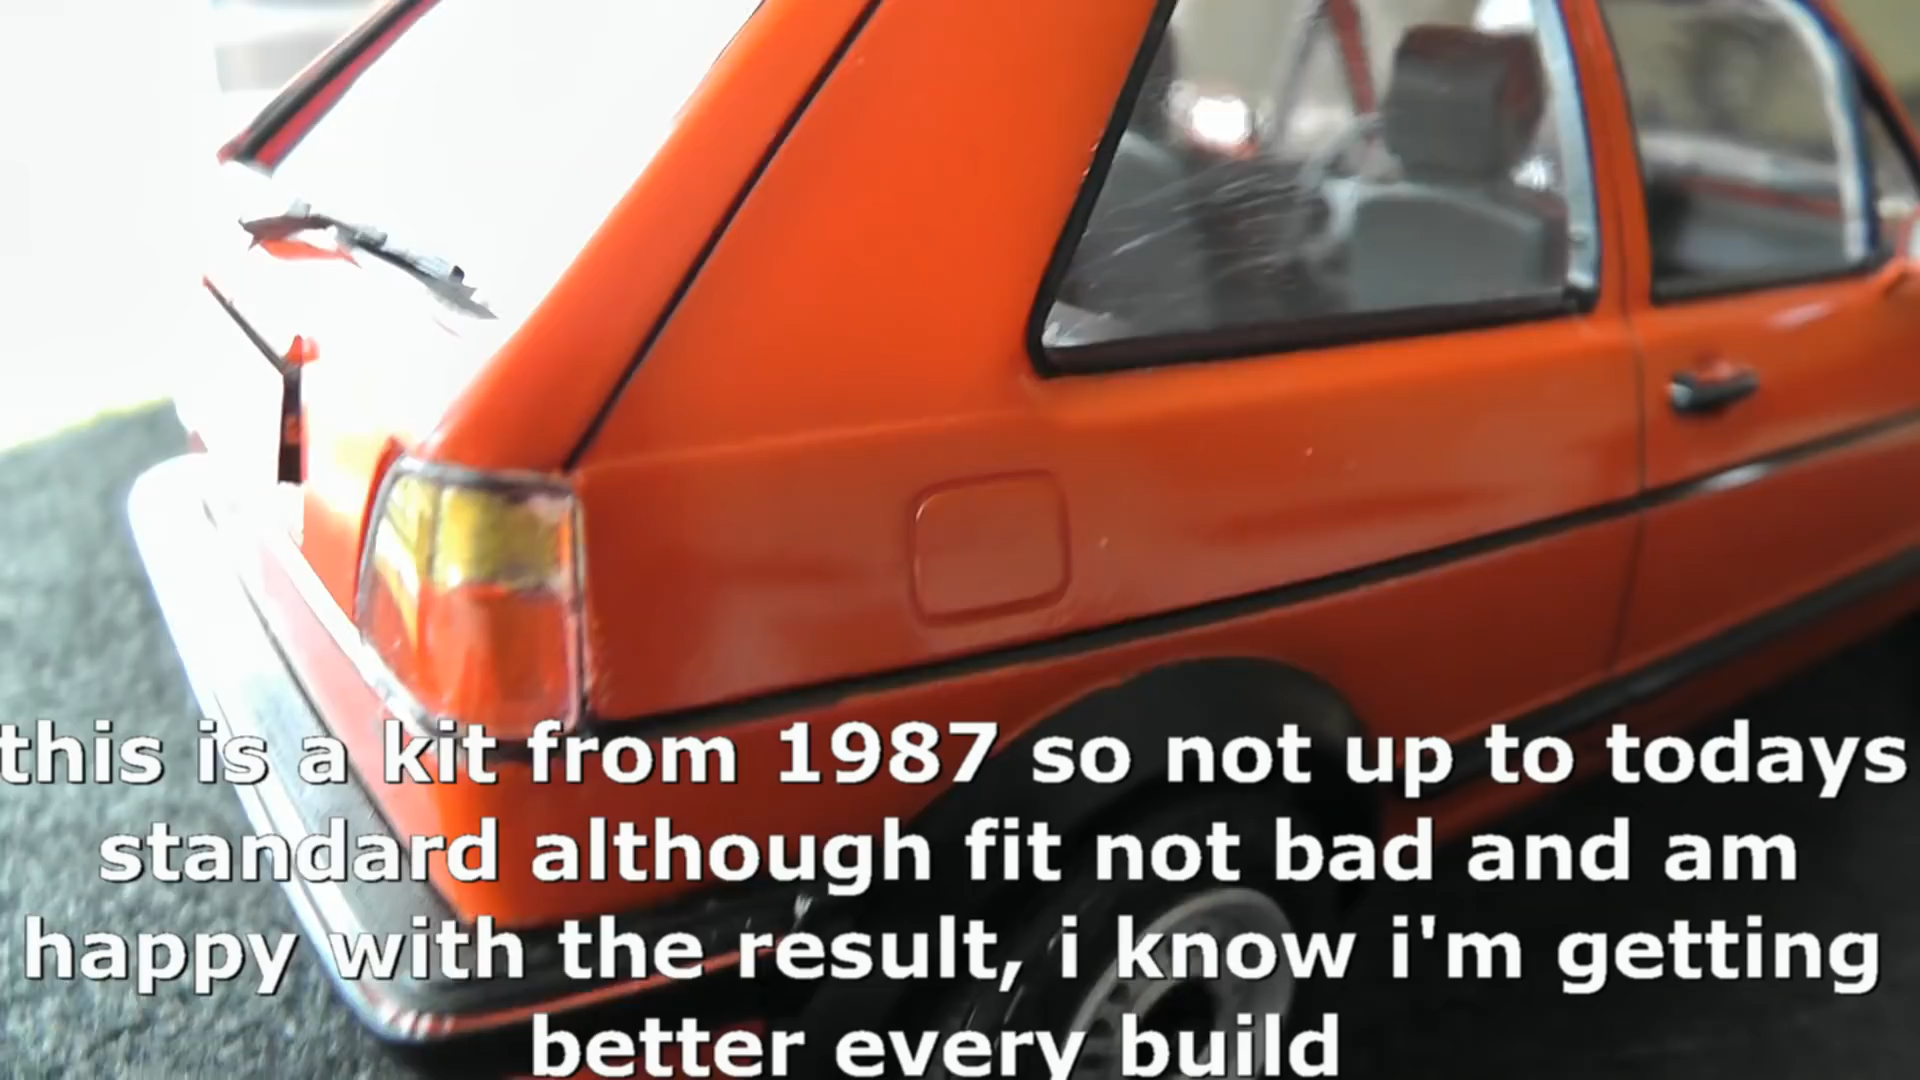 this is a kit from 1987 so not up to todays
standard although fit not bad and am
happy with the result, i know i'm getting
better every build